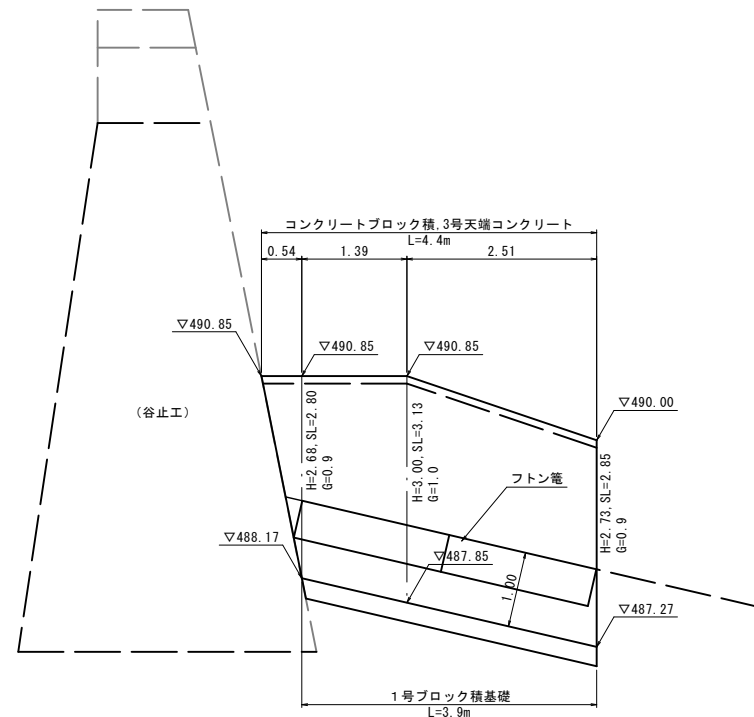 コンクリートブロック積,3号天端コンクリート
L=4.4m
0.54
1.39
2.51
▽490.85
▽490.85
▽490.85
▽490.00
(谷止工)
H=2.68,SL=2.80
G=0.9
H=3.00,SL=3.13
G=1.0
H=2.73,SL=2.85
G=0.9
フトン篭
▽488.17
▽487.85
1.00
▽487.27
1号ブロック積基礎
L=3.9m